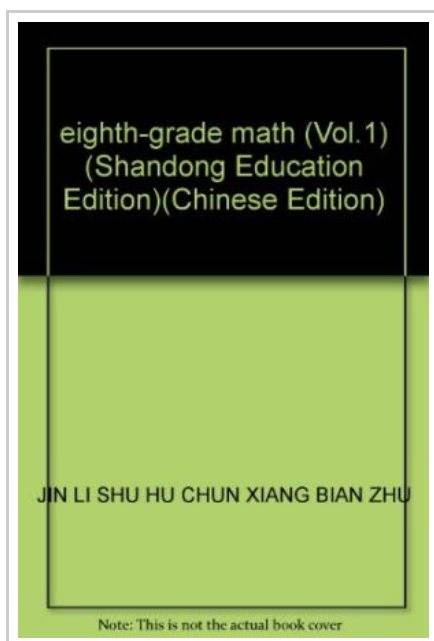 eighth-grade math (Vol.1)
(Shandong Education
Edition)(Chinese Edition)
JIN LI SHU HU CHUN XIANG BIAN ZHU
Note: This is not the actual book cover